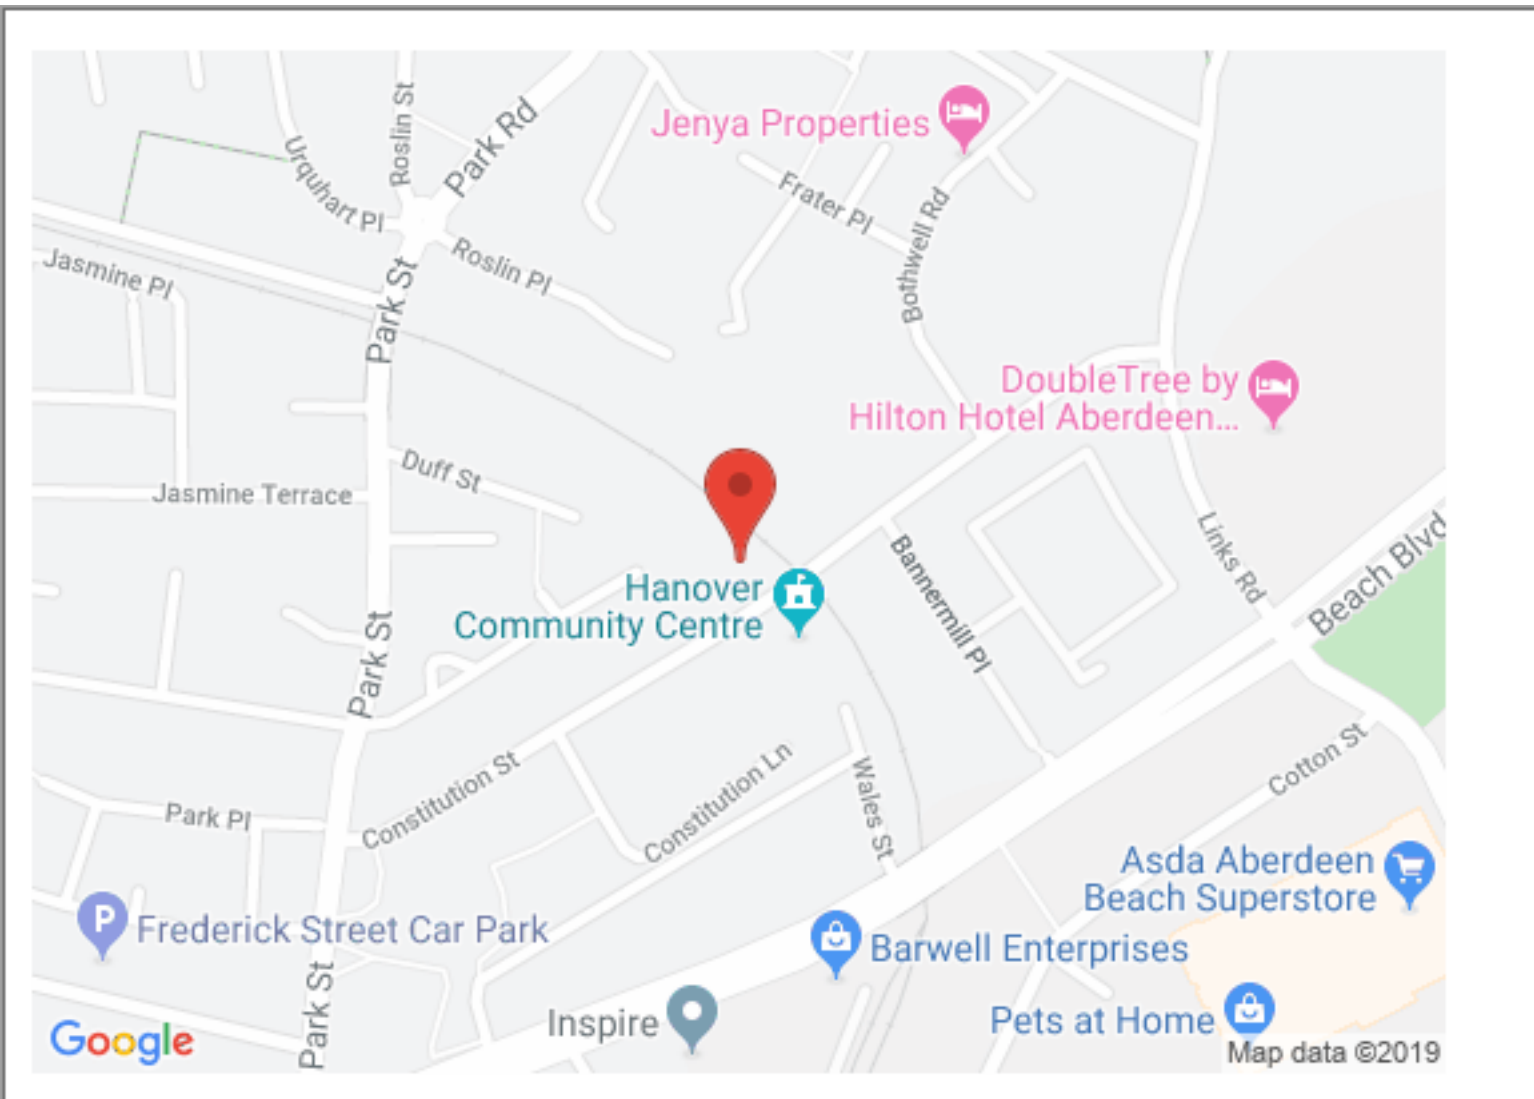 Roslin St
Park Rd
Jenya Properties
Urquhart Pl
Frater Pl
Bothwell Rd
Jasmine Pl
Roslin Pl
Park St
DoubleTree by
Hilton Hotel Aberdeen...
Duff St
Jasmine Terrace
Links Rd
Beach Blvd
Bannermill Pl
Hanover
Community Centre
Park St
Constitution St
Constitution Ln
Wales St
Cotton St
Park Pl
Asda Aberdeen
Beach Superstore
Frederick Street Car Park
P
Barwell Enterprises
Park St
Inspire
Pets at Home
Google
Map data ©2019